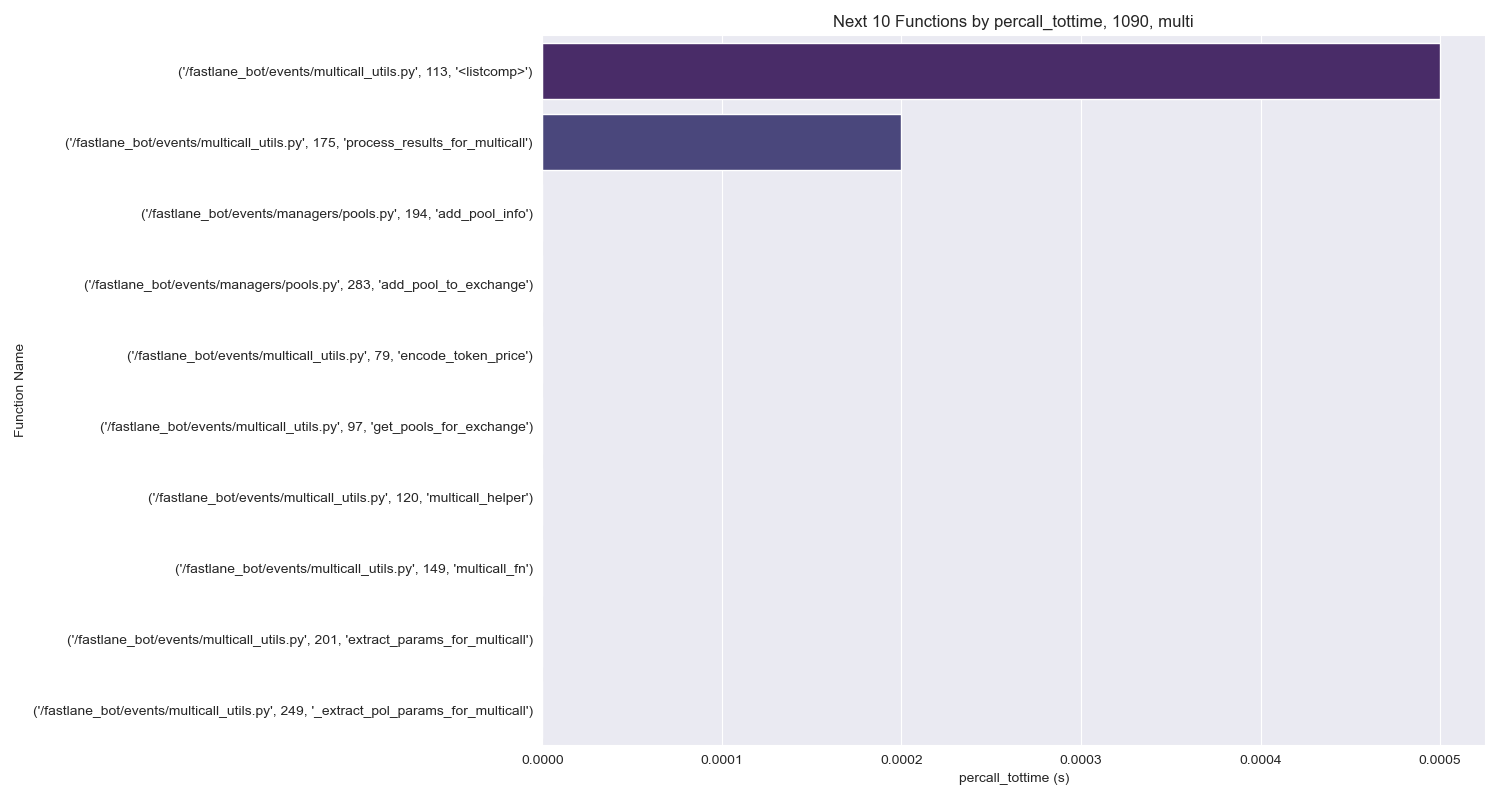 Next 10 Functions by percall_tottime, 1090, multi
('/fastlane_bot/events/multicall_utils.py', 113, '<listcomp>')
('/fastlane_bot/events/multicall_utils.py', 175, 'process_results_for_multicall')
('/fastlane_bot/events/managers/pools.py', 194, 'add_pool_info')
('/fastlane_bot/events/managers/pools.py', 283, 'add_pool_to_exchange')
('/fastlane_bot/events/multicall_utils.py', 79, 'encode_token_price')
('/fastlane_bot/events/multicall_utils.py', 97, 'get_pools_for_exchange')
('/fastlane_bot/events/multicall_utils.py', 120, 'multicall_helper')
('/fastlane_bot/events/multicall_utils.py', 149, 'multicall_fn')
('/fastlane_bot/events/multicall_utils.py', 201, 'extract_params_for_multicall')
('/fastlane_bot/events/multicall_utils.py', 249, '_extract_pol_params_for_multicall')
Function Name
0.0000 0.0001 0.0002 0.0003 0.0004 0.0005
percall_tottime (s)